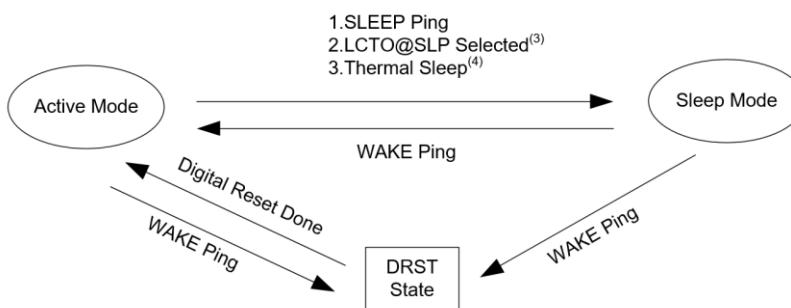 1.SLEEP Ping
2.LCTO@SLP Selected(3)
3.Thermal Sleep(4)
Active Mode
Sleep Mode
WAKE Ping
Digital Reset Done
WAKE Ping
WAKE Ping
DRST
State